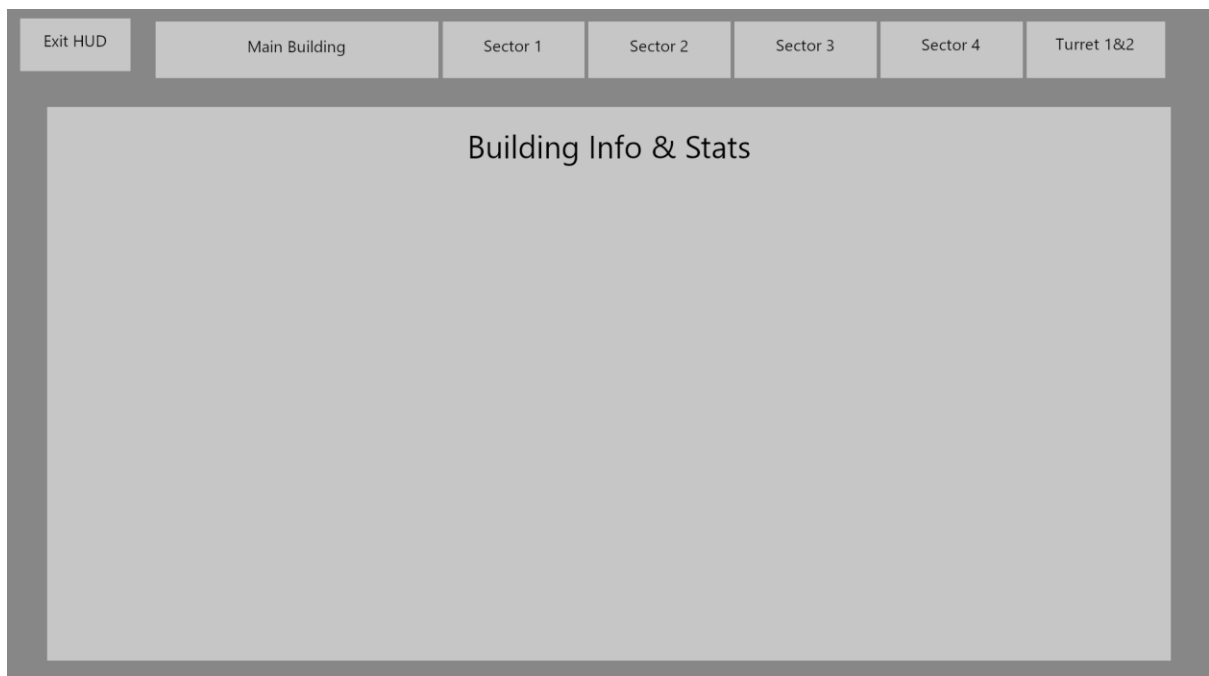 Exit HUD
Main Building
Sector 1
Sector 2
Sector 3
Sector 4
Turret 1&2
Building Info & Stats